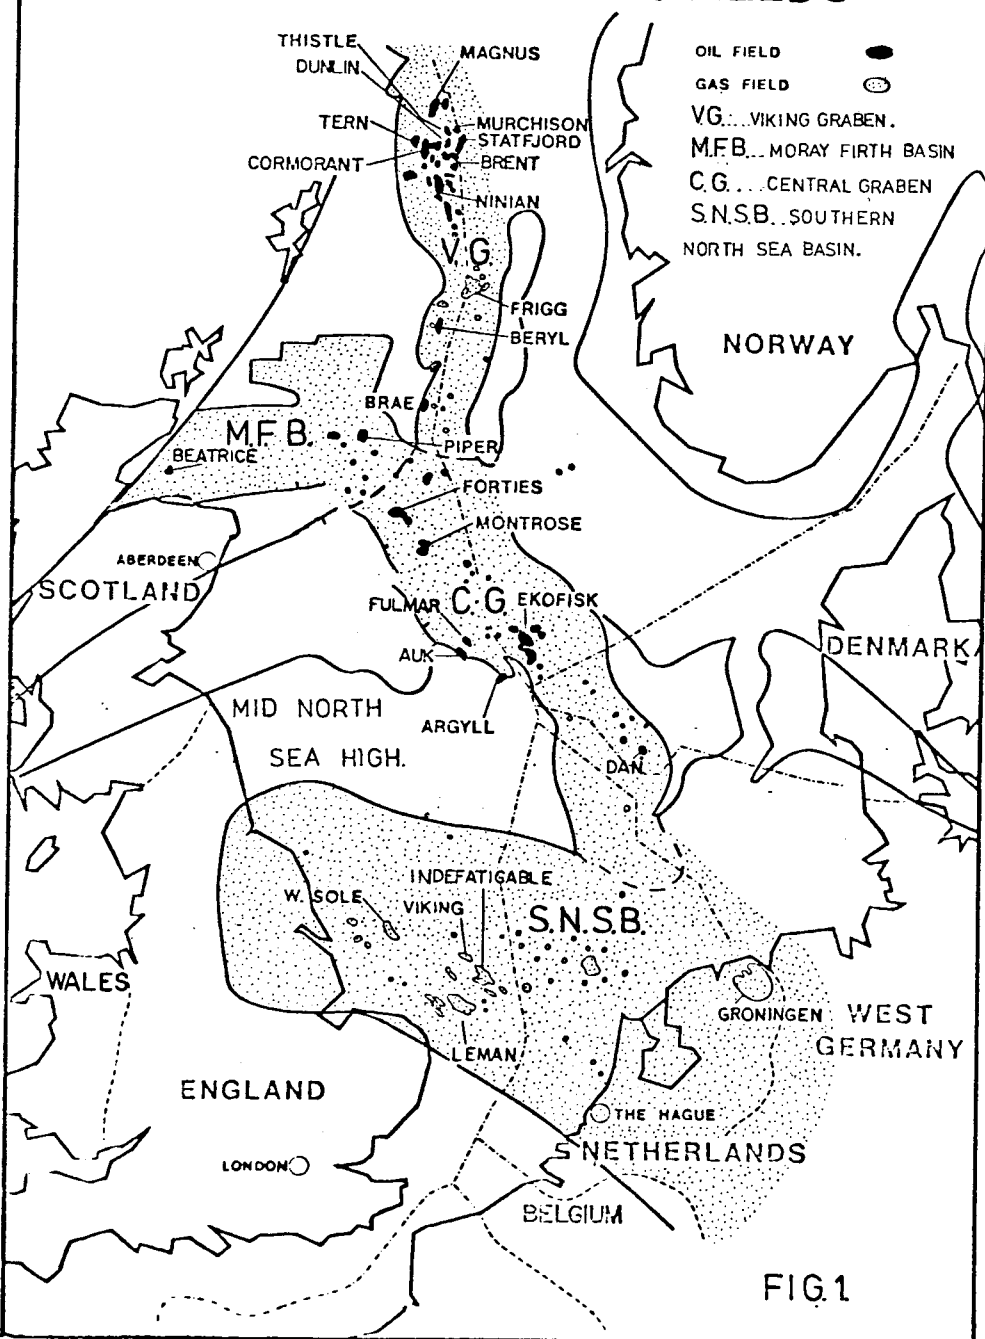 THISTLE
DUNLIN
MAGNUS
OIL FIELD
GAS FIELD
V.G.... VIKING GRABEN.
M.F.B... MORAY FIRTH BASIN
C.G.... CENTRAL GRABEN
S.N.S.B.. SOUTHERN
NORTH SEA BASIN.
TERN
MURCHISON
STATFJORD
CORMORANT
BRENT
NINIAN
V.G.
FRIGG
BERYL
NORWAY
BRAE
M.F.B.
PIPER
BEATRICE
FORTIES
MONTROSE
ABERDEEN
SCOTLAND
FULMAR
C.G.
EKOFISK
AUK
DENMARK
MID NORTH
SEA HIGH.
ARGYLL
DAN
INDEFATIGABLE
W. SOLE
VIKING
S.N.S.B.
WALES
GRONINGEN
WEST
GERMANY
LEMAN
ENGLAND
THE HAGUE
NETHERLANDS
LONDON
BELGIUM
FIG.1.